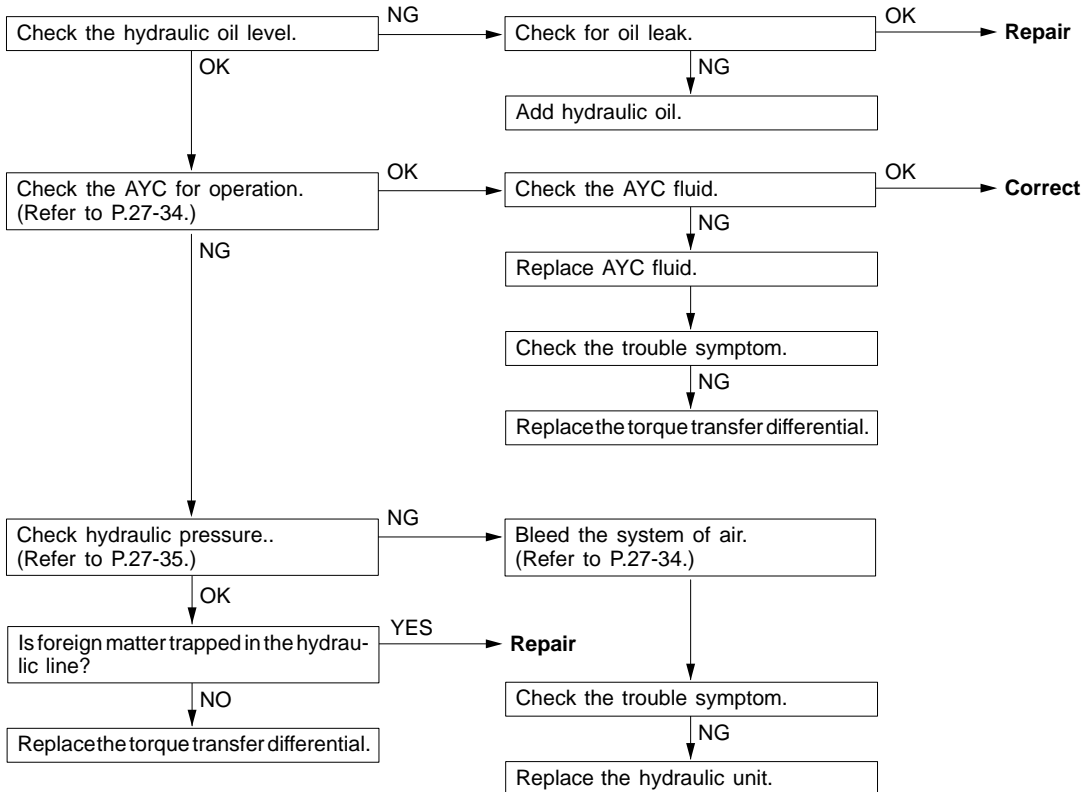 Check the hydraulic oil level.
NG
Check for oil leak.
OK
Repair
OK
NG
Add hydraulic oil.
Check the AYC for operation.
(Refer to P.27-34.)
OK
Check the AYC fluid.
OK
Correct
NG
NG
Replace AYC fluid.
Check the trouble symptom.
NG
Replace the torque transfer differential.
Check hydraulic pressure..
(Refer to P.27-35.)
NG
Bleed the system of air.
(Refer to P.27-34.)
OK
Is foreign matter trapped in the hydrau-
lic line?
YES
Repair
NO
Check the trouble symptom.
Replace the torque transfer differential.
NG
Replace the hydraulic unit.